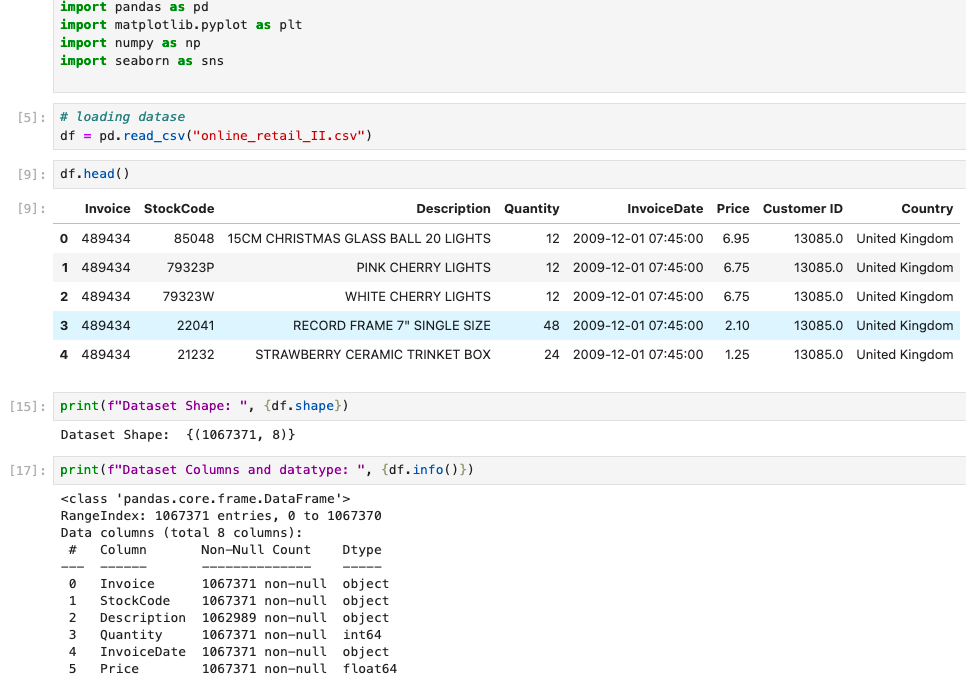 import pandas as pd
import matplotlib.pyplot as plt
import numpy as np
import seaborn as sns
[5]: # loading datase
df = pd.read_csv("online_retail_II.csv")
[9]: df.head()
[9]: Invoice StockCode Description Quantity InvoiceDate Price Customer ID Country
0 489434 85048 15CM CHRISTMAS GLASS BALL 20 LIGHTS 12 2009-12-01 07:45:00 6.95 13085.0 United Kingdom
1 489434 79323P PINK CHERRY LIGHTS 12 2009-12-01 07:45:00 6.75 13085.0 United Kingdom
2 489434 79323W WHITE CHERRY LIGHTS 12 2009-12-01 07:45:00 6.75 13085.0 United Kingdom
3 489434 22041 RECORD FRAME 7" SINGLE SIZE 48 2009-12-01 07:45:00 2.10 13085.0 United Kingdom
4 489434 21232 STRAWBERRY CERAMIC TRINKET BOX 24 2009-12-01 07:45:00 1.25 13085.0 United Kingdom
[15]: print(f"Dataset Shape: ", {df.shape})
Dataset Shape:  {(1067371, 8)}
[17]: print(f"Dataset Columns and datatype: ", {df.info()})
<class 'pandas.core.frame.DataFrame'>
RangeIndex: 1067371 entries, 0 to 1067370
Data columns (total 8 columns):
 #   Column       Non-Null Count    Dtype
---  ------       --------------    -----
 0   Invoice      1067371 non-null  object
 1   StockCode    1067371 non-null  object
 2   Description  1062989 non-null  object
 3   Quantity     1067371 non-null  int64
 4   InvoiceDate  1067371 non-null  object
 5   Price        1067371 non-null  float64